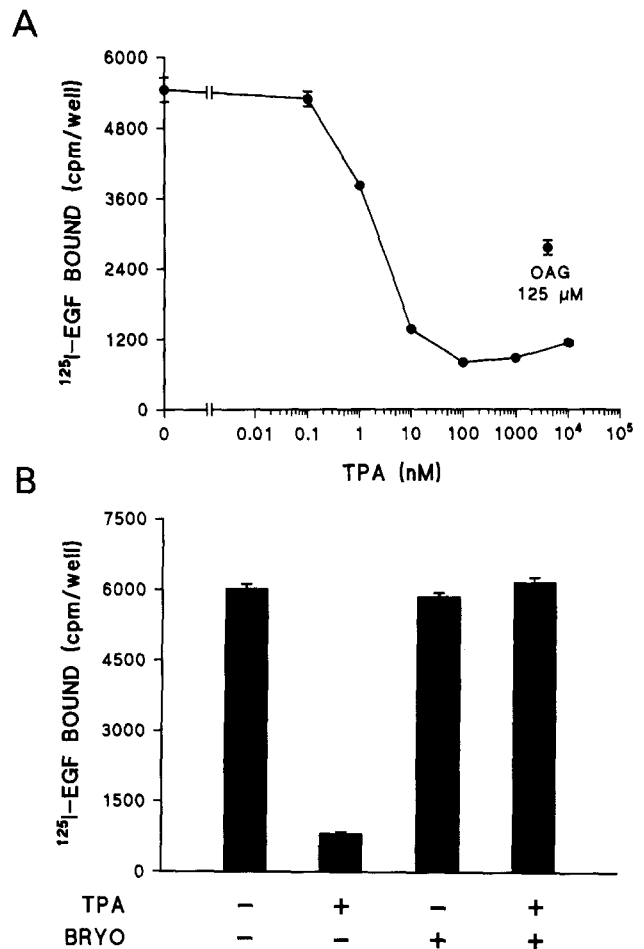 A
¹²⁵I-EGF BOUND (cpm/well)
6000
4800
3600
2400
1200
0
OAG
125 µM
0 0.01 0.1 1 10 100 1000 10⁴ 10⁵
TPA (nM)
B
¹²⁵I-EGF BOUND (cpm/well)
7500
6000
4500
3000
1500
0
TPA - + - +
BRYO - - + +